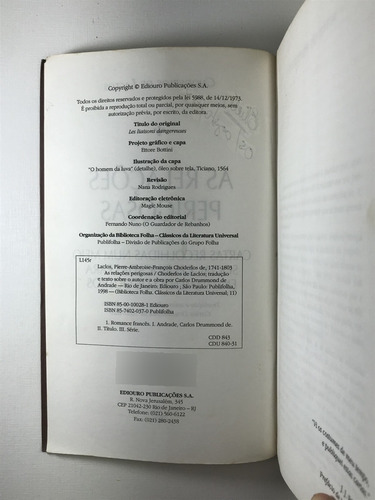 Copyright © Ediouro Publicações S.A.
Todos os direitos reservados e protegidos pela lei 5988, de 14/12/1973.
É proibida a reprodução total ou parcial, por quaisquer meios, sem
autorização prévia, por escrito, da editora.
Título do original
Les liaisons dangereuses
Projeto gráfico e capa
Ettore Bottini
Ilustração da capa
"O homem da luva" (detalhe), óleo sobre tela, Ticiano, 1564
Revisão
Nana Rodrigues
Editoração eletrônica
Magic Mouse
Coordenação editorial
Fernando Nuno (O Guardador de Rebanhos)
Organização da Biblioteca Folha – Clássicos da Literatura Universal
Publifolha – Divisão de Publicações do Grupo Folha
L145r
Laclos, Pierre-Ambroise-François Choderlos de, 1741-1803
As relações perigosas / Choderlos de Laclos; tradução
e texto sobre o autor e a obra por Carlos Drummond de
Andrade — Rio de Janeiro : Ediouro ; São Paulo: Publifolha,
1998 — (Biblioteca Folha. Clássicos da Literatura Universal; 11)
ISBN 85-00-10028-1 Ediouro
ISBN 85-7402-037-0 Publifolha
1. Romance francês. I. Andrade, Carlos Drummond de.
II. Título. III. Série.
CDD 843
CDU 840-31
EDIOURO PUBLICAÇÕES S.A.
R. Nova Jerusalém, 345
CEP 21042-230 Rio de Janeiro – RJ
Telefone: (021) 560-6122
Fax: (021) 280-2438